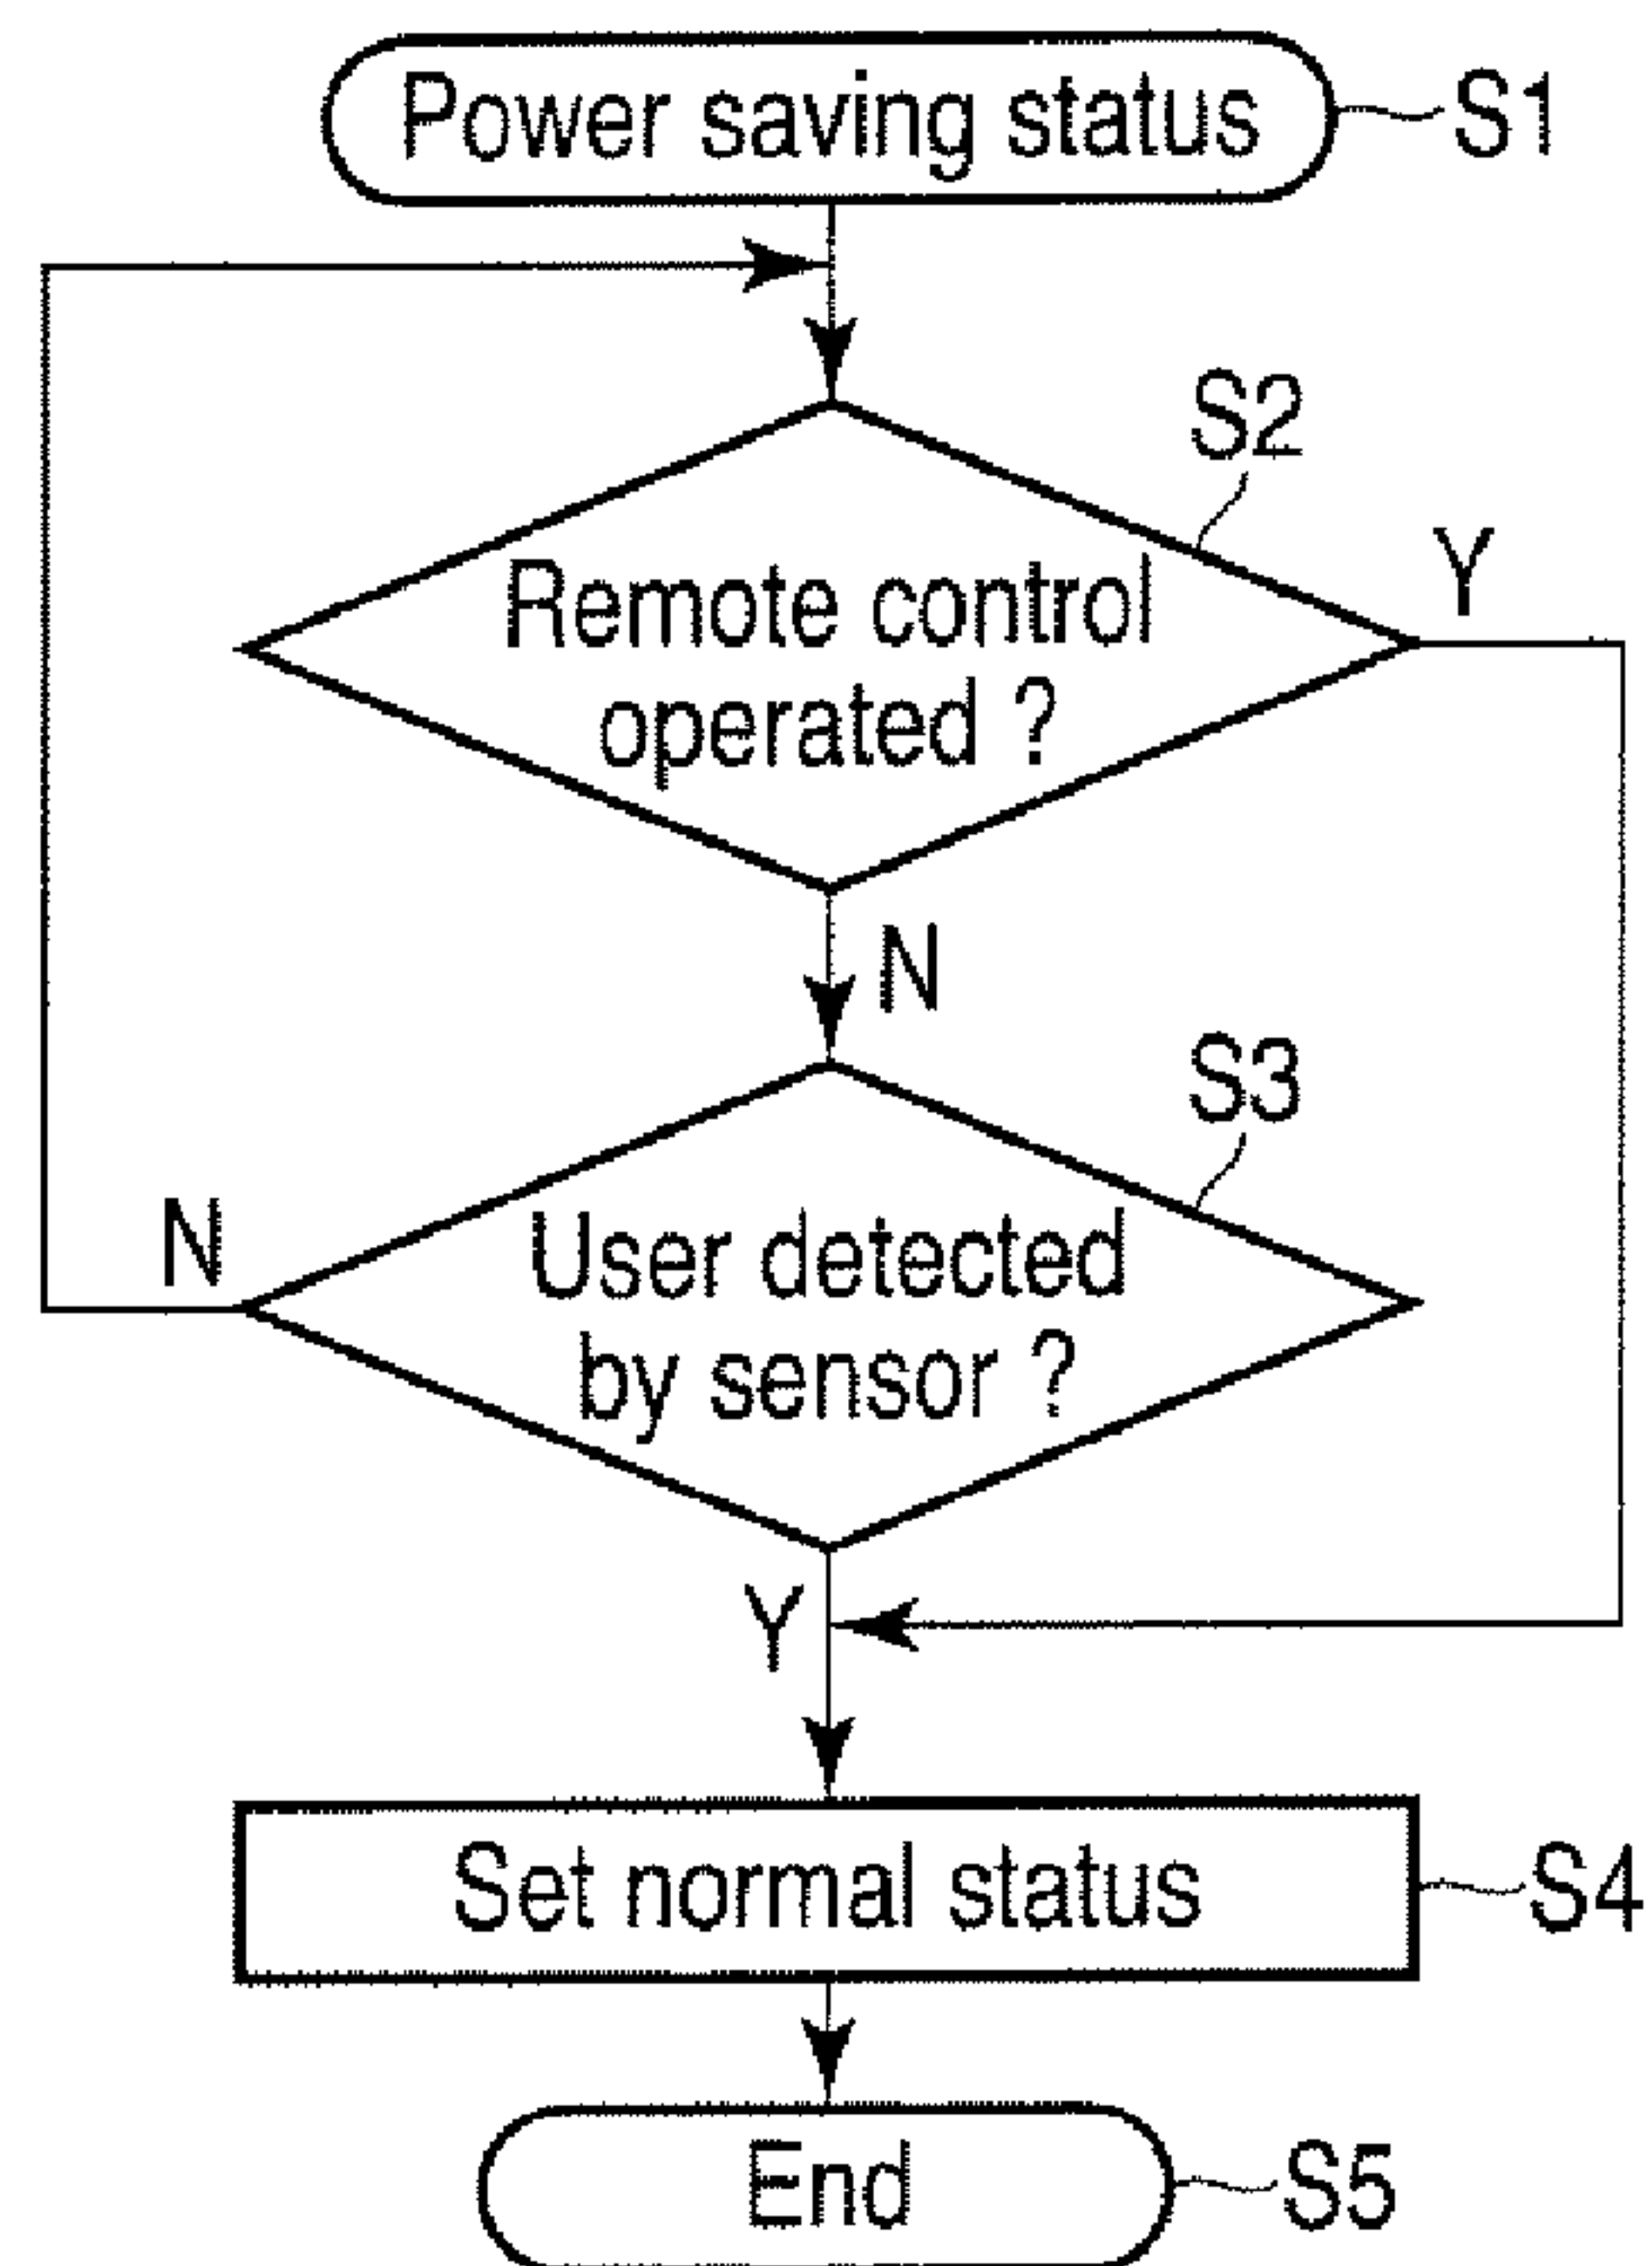 Power saving status
S1
S2
Remote control
operated ?
Y
N
S3
User detected
by sensor ?
N
Y
Set normal status
S4
End
S5